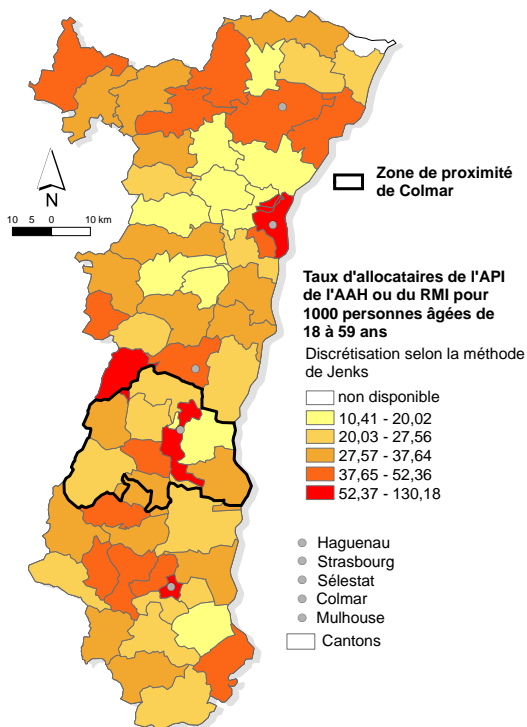 Zone de proximité
de Colmar
N
10 5 0 10 km
Taux d'allocataires de l'API
de l'AAH ou du RMI pour
1000 personnes âgées de
18 à 59 ans
Discrétisation selon la méthode
de Jenks
non disponible
10,41 - 20,02
20,03 - 27,56
27,57 - 37,64
37,65 - 52,36
52,37 - 130,18
Haguenau
Strasbourg
Sélestat
Colmar
Mulhouse
Cantons